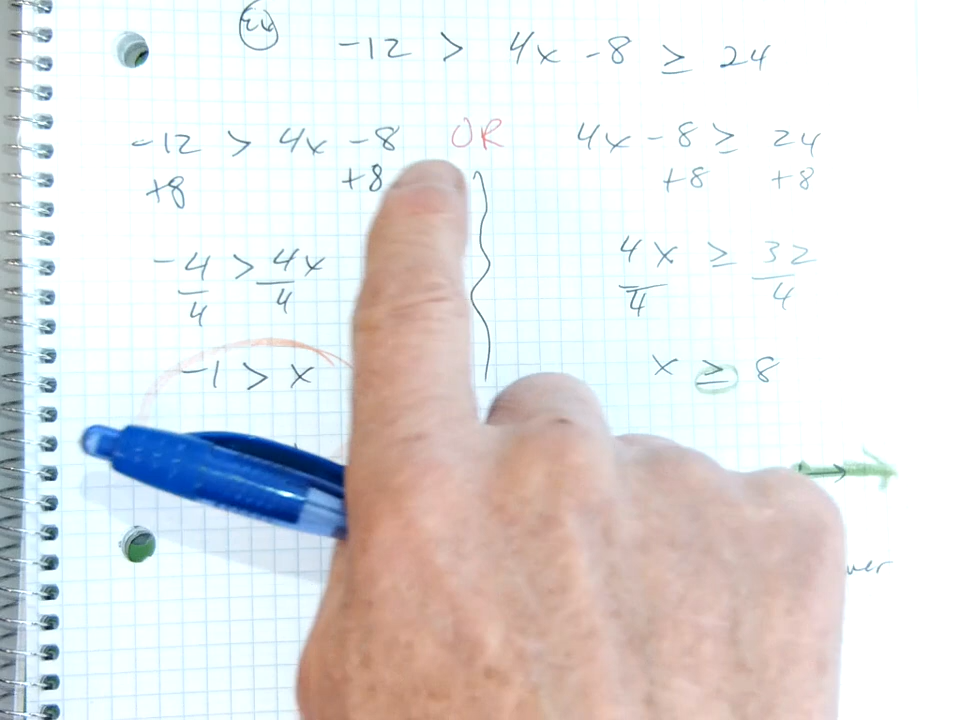 Ex
-12 > 4x - 8 ≥ 24
-12 > 4x - 8 OR 4x - 8 ≥ 24
+8 +8 +8 +8
-4 > 4x 4x ≥ 32
4 4 4 4
-1 > x x ≥ 8